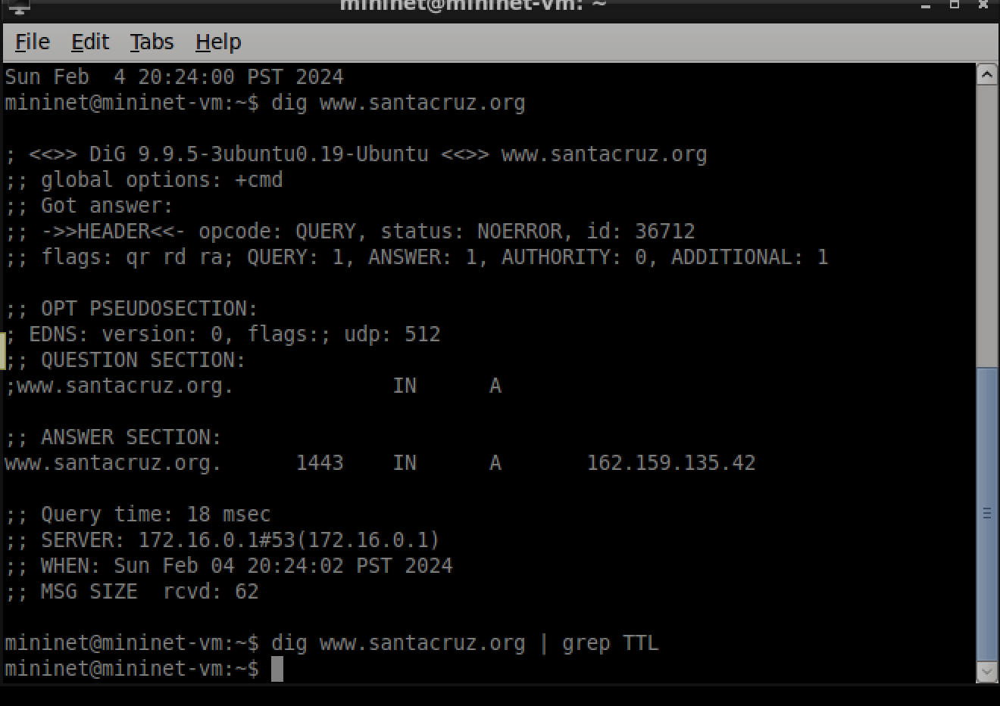 mininet@mininet-vm: ~
File Edit Tabs Help
Sun Feb  4 20:24:00 PST 2024
mininet@mininet-vm:~$ dig www.santacruz.org

; <<>> DiG 9.9.5-3ubuntu0.19-Ubuntu <<>> www.santacruz.org
;; global options: +cmd
;; Got answer:
;; ->>HEADER<<- opcode: QUERY, status: NOERROR, id: 36712
;; flags: qr rd ra; QUERY: 1, ANSWER: 1, AUTHORITY: 0, ADDITIONAL: 1

;; OPT PSEUDOSECTION:
; EDNS: version: 0, flags:; udp: 512
;; QUESTION SECTION:
;www.santacruz.org.             IN      A

;; ANSWER SECTION:
www.santacruz.org.      1443    IN      A       162.159.135.42

;; Query time: 18 msec
;; SERVER: 172.16.0.1#53(172.16.0.1)
;; WHEN: Sun Feb 04 20:24:02 PST 2024
;; MSG SIZE  rcvd: 62

mininet@mininet-vm:~$ dig www.santacruz.org | grep TTL
mininet@mininet-vm:~$